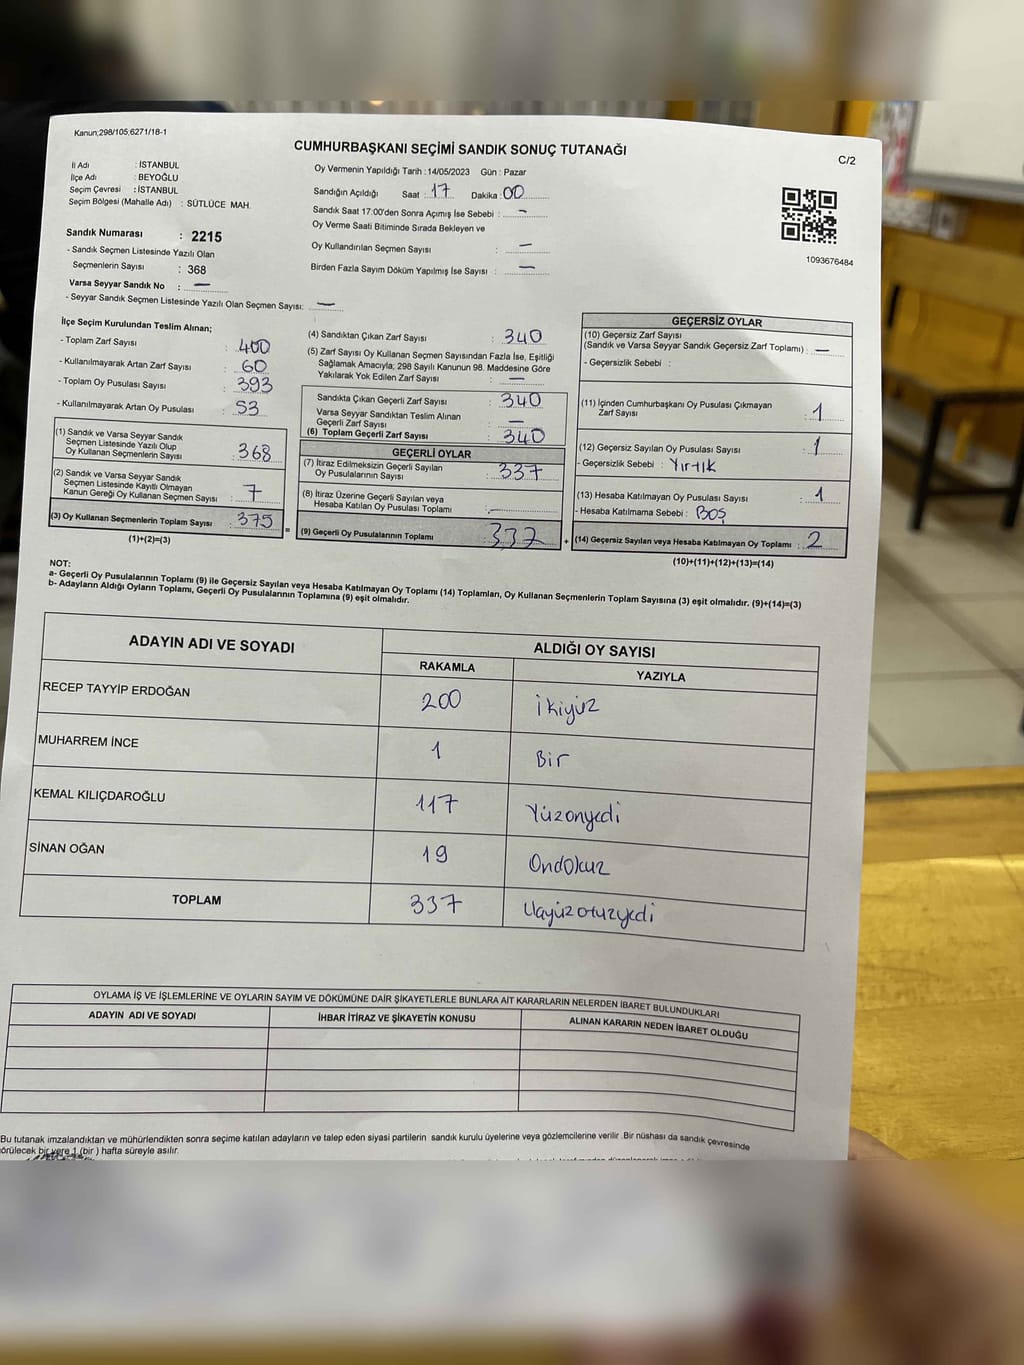 Kanun;298/105;6271/18-1
CUMHURBAŞKANI SEÇİMİ SANDIK SONUÇ TUTANAĞI
C/2
İl Adı : İSTANBUL
İlçe Adı : BEYOĞLU
Seçim Çevresi : İSTANBUL
Seçim Bölgesi (Mahalle Adı) : SÜTLÜCE MAH.
Oy Vermenin Yapıldığı Tarih : 14/05/2023 Gün : Pazar
Sandığın Açıldığı Saat : 17 Dakika : 00
Sandık Saat 17:00'den Sonra Açımış İse Sebebi : -
Oy Verme Saati Bitiminde Sırada Bekleyen ve
Oy Kullandırılan Seçmen Sayısı : -
Birden Fazla Sayım Döküm Yapılmış İse Sayısı : -
1093676484
Sandık Numarası : 2215
- Sandık Seçmen Listesinde Yazılı Olan
Seçmenlerin Sayısı : 368
Varsa Seyyar Sandık No : -
- Seyyar Sandık Seçmen Listesinde Yazılı Olan Seçmen Sayısı: -
İlçe Seçim Kurulundan Teslim Alınan;
- Toplam Zarf Sayısı : 400
- Kullanılmayarak Artan Zarf Sayısı : 60
- Toplam Oy Pusulası Sayısı : 393
- Kullanılmayarak Artan Oy Pusulası : 53
(1) Sandık ve Varsa Seyyar Sandık
Seçmen Listesinde Yazılı Olup
Oy Kullanan Seçmenlerin Sayısı : 368
(2) Sandık ve Varsa Seyyar Sandık
Seçmen Listesinde Kayıtlı Olmayan
Kanun Gereği Oy Kullanan Seçmen Sayısı : 7
(3) Oy Kullanan Seçmenlerin Toplam Sayısı : 375
(1)+(2)=(3)
(4) Sandıktan Çıkan Zarf Sayısı : 340
(5) Zarf Sayısı Oy Kullanan Seçmen Sayısından Fazla İse, Eşitliği
Sağlamak Amacıyla; 298 Sayılı Kanunun 98. Maddesine Göre
Yakılarak Yok Edilen Zarf Sayısı : -
Sandıkta Çıkan Geçerli Zarf Sayısı : 340
Varsa Seyyar Sandıktan Teslim Alınan
Geçerli Zarf Sayısı : -
(6) Toplam Geçerli Zarf Sayısı : 340
GEÇERLİ OYLAR
(7) İtiraz Edilmeksizin Geçerli Sayılan
Oy Pusulalarının Sayısı : 337
(8) İtiraz Üzerine Geçerli Sayılan veya
Hesaba Katılan Oy Pusulası Toplamı :
= (9) Geçerli Oy Pusulalarının Toplamı 337 +
GEÇERSİZ OYLAR
(10) Geçersiz Zarf Sayısı
(Sandık ve Varsa Seyyar Sandık Geçersiz Zarf Toplamı) : -
- Geçersizlik Sebebi :
(11) İçinden Cumhurbaşkanı Oy Pusulası Çıkmayan
Zarf Sayısı : 1
(12) Geçersiz Sayılan Oy Pusulası Sayısı : 1
- Geçersizlik Sebebi : Yırtık
(13) Hesaba Katılmayan Oy Pusulası Sayısı : 1
- Hesaba Katılmama Sebebi : BOŞ
(14) Geçersiz Sayılan veya Hesaba Katılmayan Oy Toplamı : 2
(10)+(11)+(12)+(13)=(14)
NOT:
a- Geçerli Oy Pusulalarının Toplamı (9) ile Geçersiz Sayılan veya Hesaba Katılmayan Oy Toplamı (14) Toplamları, Oy Kullanan Seçmenlerin Toplam Sayısına (3) eşit olmalıdır. (9)+(14)=(3)
b- Adayların Aldığı Oyların Toplamı, Geçerli Oy Pusulalarının Toplamına (9) eşit olmalıdır.
ADAYIN ADI VE SOYADI ALDIĞI OY SAYISI
RAKAMLA YAZIYLA
RECEP TAYYİP ERDOĞAN 200 İkiyüz
MUHARREM İNCE 1 Bir
KEMAL KILIÇDAROĞLU 117 Yüzonyedi
SİNAN OĞAN 19 Ondokuz
TOPLAM 337 Üçyüzotuzyedi
OYLAMA İŞ VE İŞLEMLERİNE VE OYLARIN SAYIM VE DÖKÜMÜNE DAİR ŞİKAYETLERLE BUNLARA AİT KARARLARIN NELERDEN İBARET BULUNDUKLARI
ADAYIN ADI VE SOYADI İHBAR İTİRAZ VE ŞİKAYETİN KONUSU ALINAN KARARIN NEDEN İBARET OLDUĞU
Bu tutanak imzalandıktan ve mühürlendikten sonra seçime katılan adayların ve talep eden siyasi partilerin sandık kurulu üyelerine veya gözlemcilerine verilir .Bir nüshası da sandık çevresinde
örülecek bir yere 1 (bir ) hafta süreyle asılır.